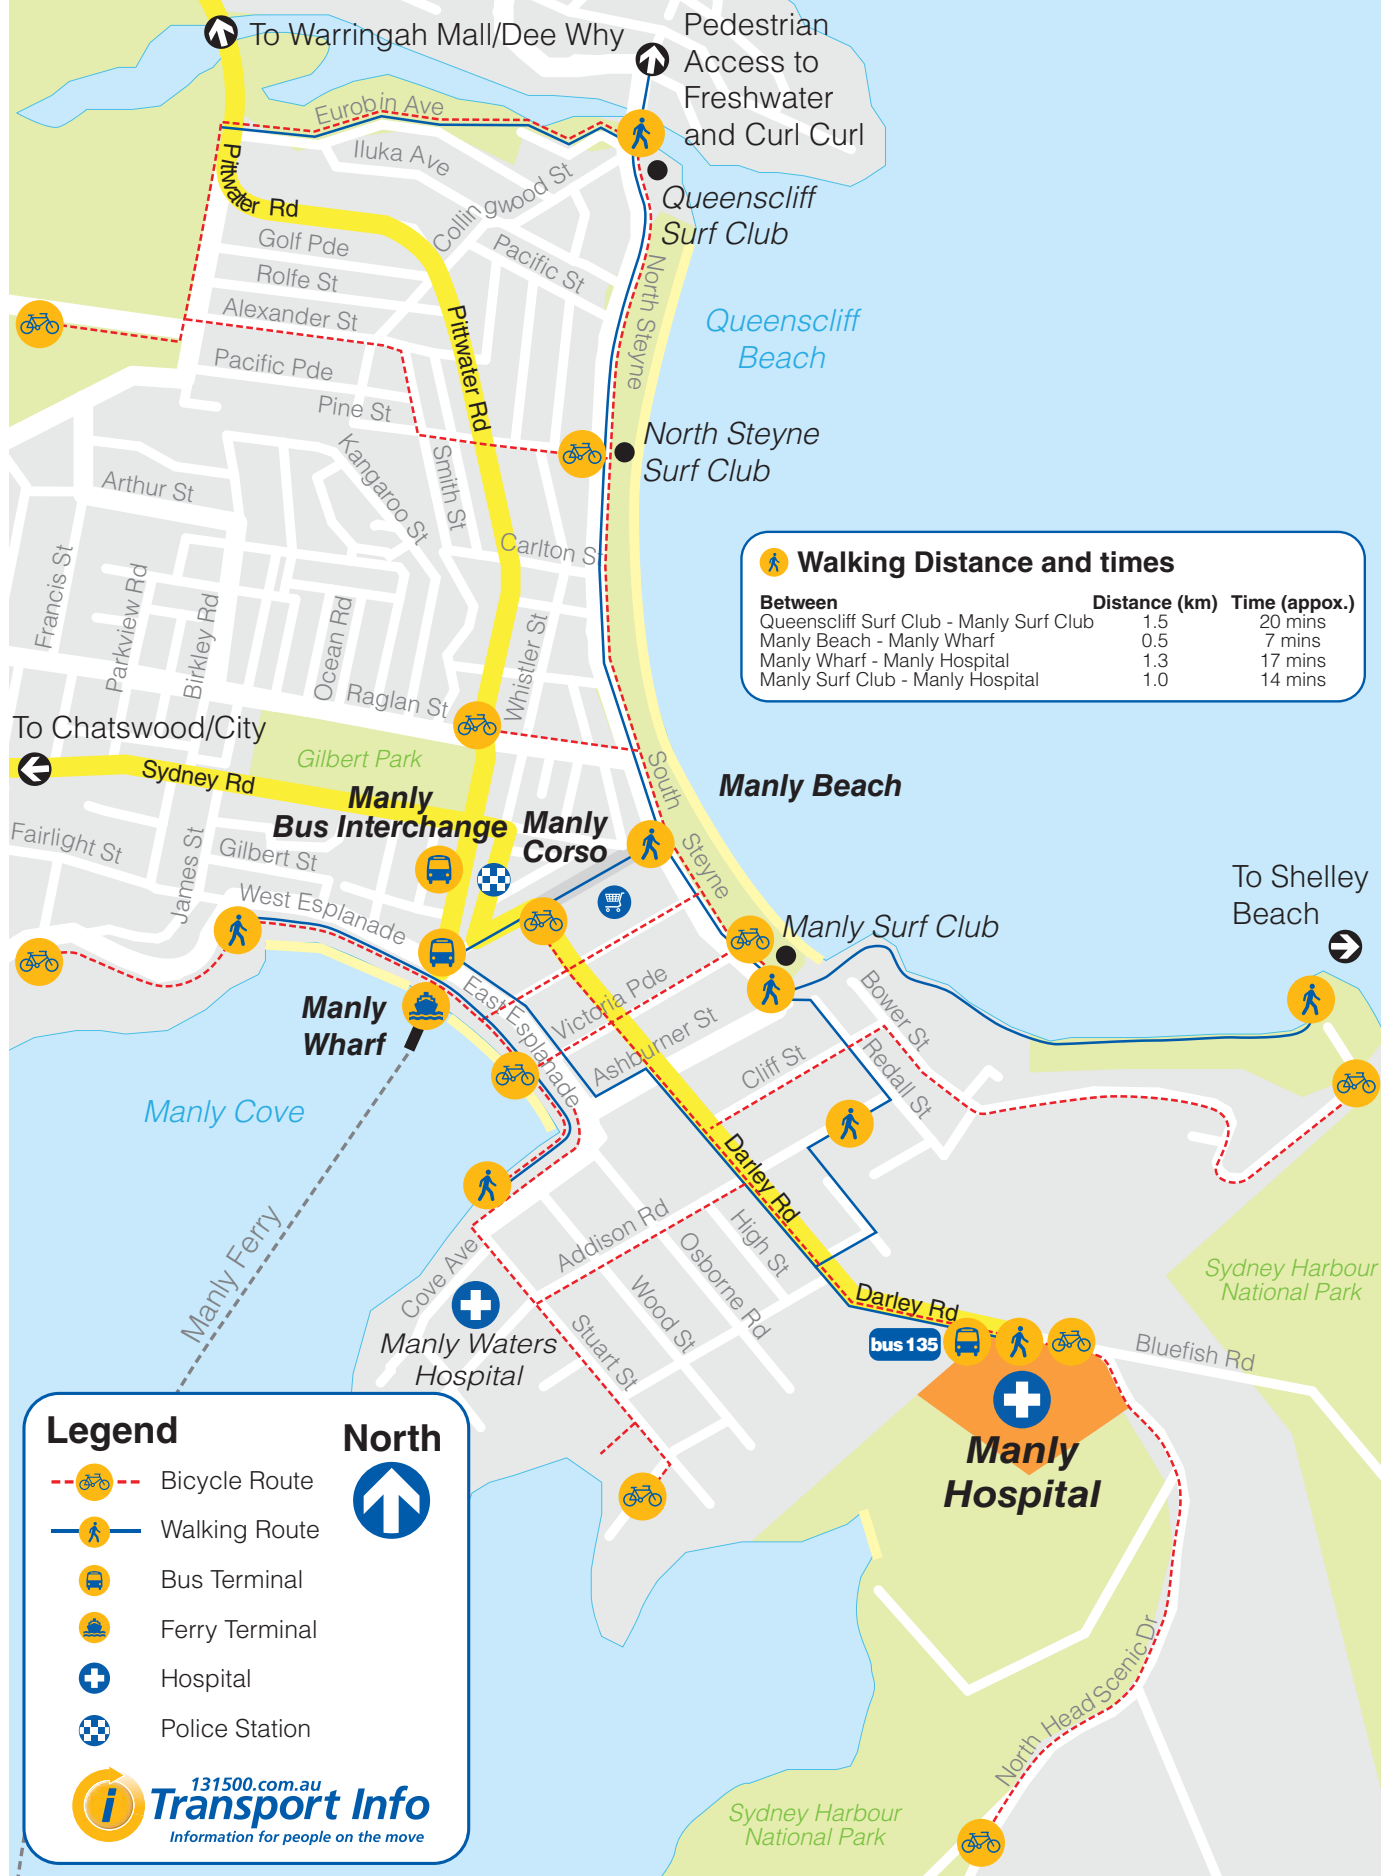 To Warringah Mall/Dee Why
Pedestrian
Access to
Freshwater
and Curl Curl
Eurobin Ave
Iluka Ave
Pittwater Rd
Collingwood St
Queenscliff
Surf Club
Golf Pde
Pacific St
Rolfe St
North Steyne
Alexander St
Pittwater Rd
Queenscliff
Beach
Pacific Pde
Pine St
North Steyne
Surf Club
Kangaroo St
Smith St
Arthur St
Carlton St
Francis St
Parkview Rd
Birkley Rd
Ocean Rd
Whistler St
Raglan St
Walking Distance and times
Between Distance (km) Time (appox.)
Queenscliff Surf Club - Manly Surf Club 1.5 20 mins
Manly Beach - Manly Wharf 0.5 7 mins
Manly Wharf - Manly Hospital 1.3 17 mins
Manly Surf Club - Manly Hospital 1.0 14 mins
To Chatswood/City
Gilbert Park
Sydney Rd
South Steyne
Manly Beach
Manly
Bus Interchange
Manly
Corso
Fairlight St
James St
Gilbert St
West Esplanade
To Shelley
Beach
Manly Surf Club
Manly
Wharf
East Esplanade
Victoria Pde
Ashburner St
Bower St
Cliff St
Redall St
Manly Cove
Darley Rd
Manly Ferry
Addison Rd
High St
Osborne Rd
Cove Ave
Wood St
Stuart St
Manly Waters
Hospital
Darley Rd
bus 135
Bluefish Rd
Sydney Harbour
National Park
Manly
Hospital
North Head Scenic Dr
Sydney Harbour
National Park
Legend
North
Bicycle Route
Walking Route
Bus Terminal
Ferry Terminal
Hospital
Police Station
131500.com.au
i Transport Info
Information for people on the move